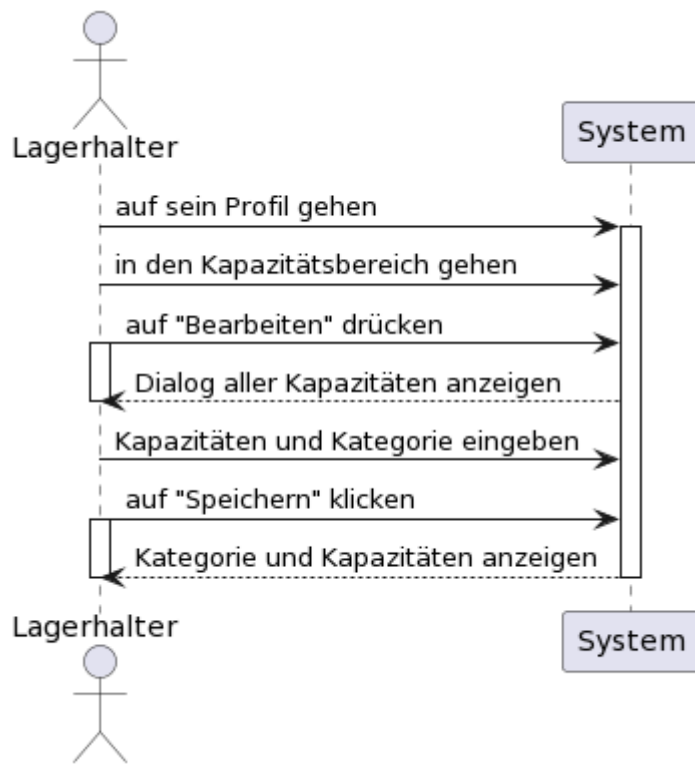 Lagerhalter
System
auf sein Profil gehen
in den Kapazitätsbereich gehen
auf "Bearbeiten" drücken
Dialog aller Kapazitäten anzeigen
Kapazitäten und Kategorie eingeben
auf "Speichern" klicken
Kategorie und Kapazitäten anzeigen
Lagerhalter
System